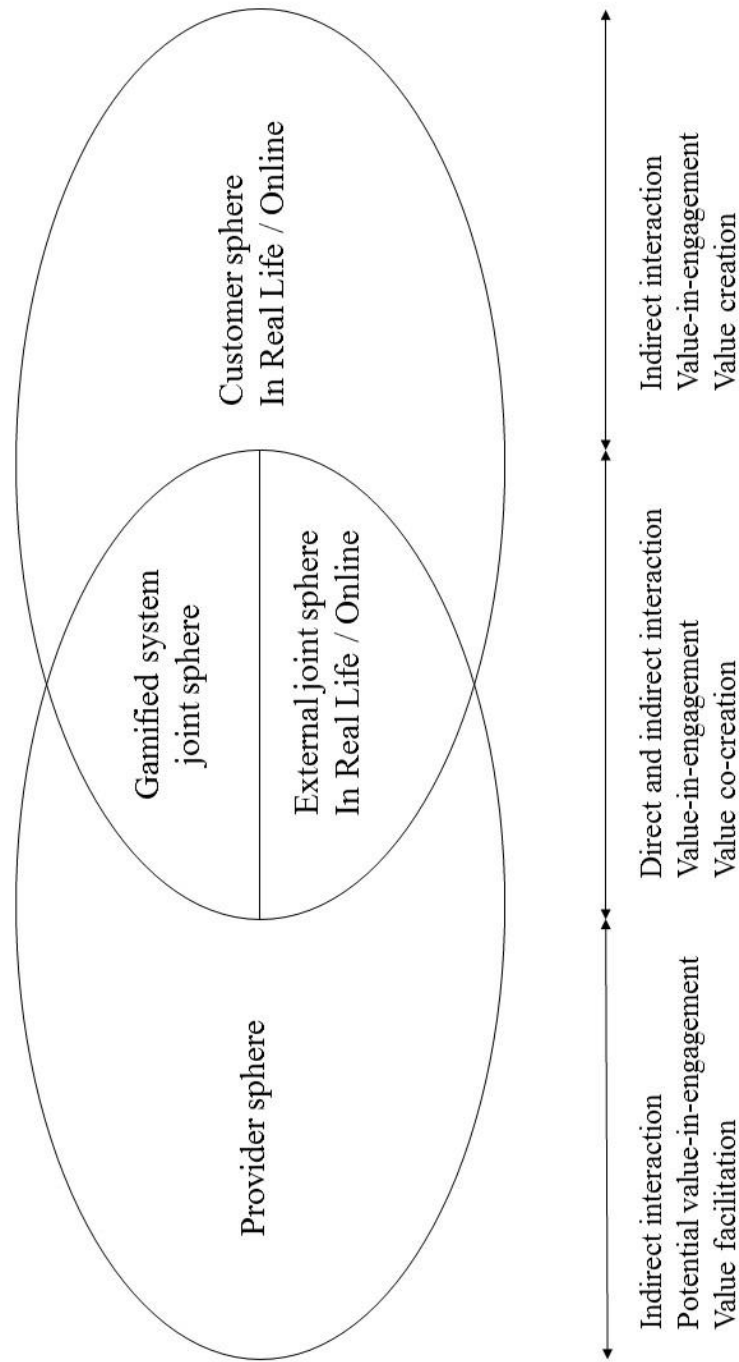 Provider sphere
Gamified system
joint sphere
External joint sphere
In Real Life / Online
Customer sphere
In Real Life / Online
Indirect interaction
Potential value-in-engagement
Value facilitation
Direct and indirect interaction
Value-in-engagement
Value co-creation
Indirect interaction
Value-in-engagement
Value creation